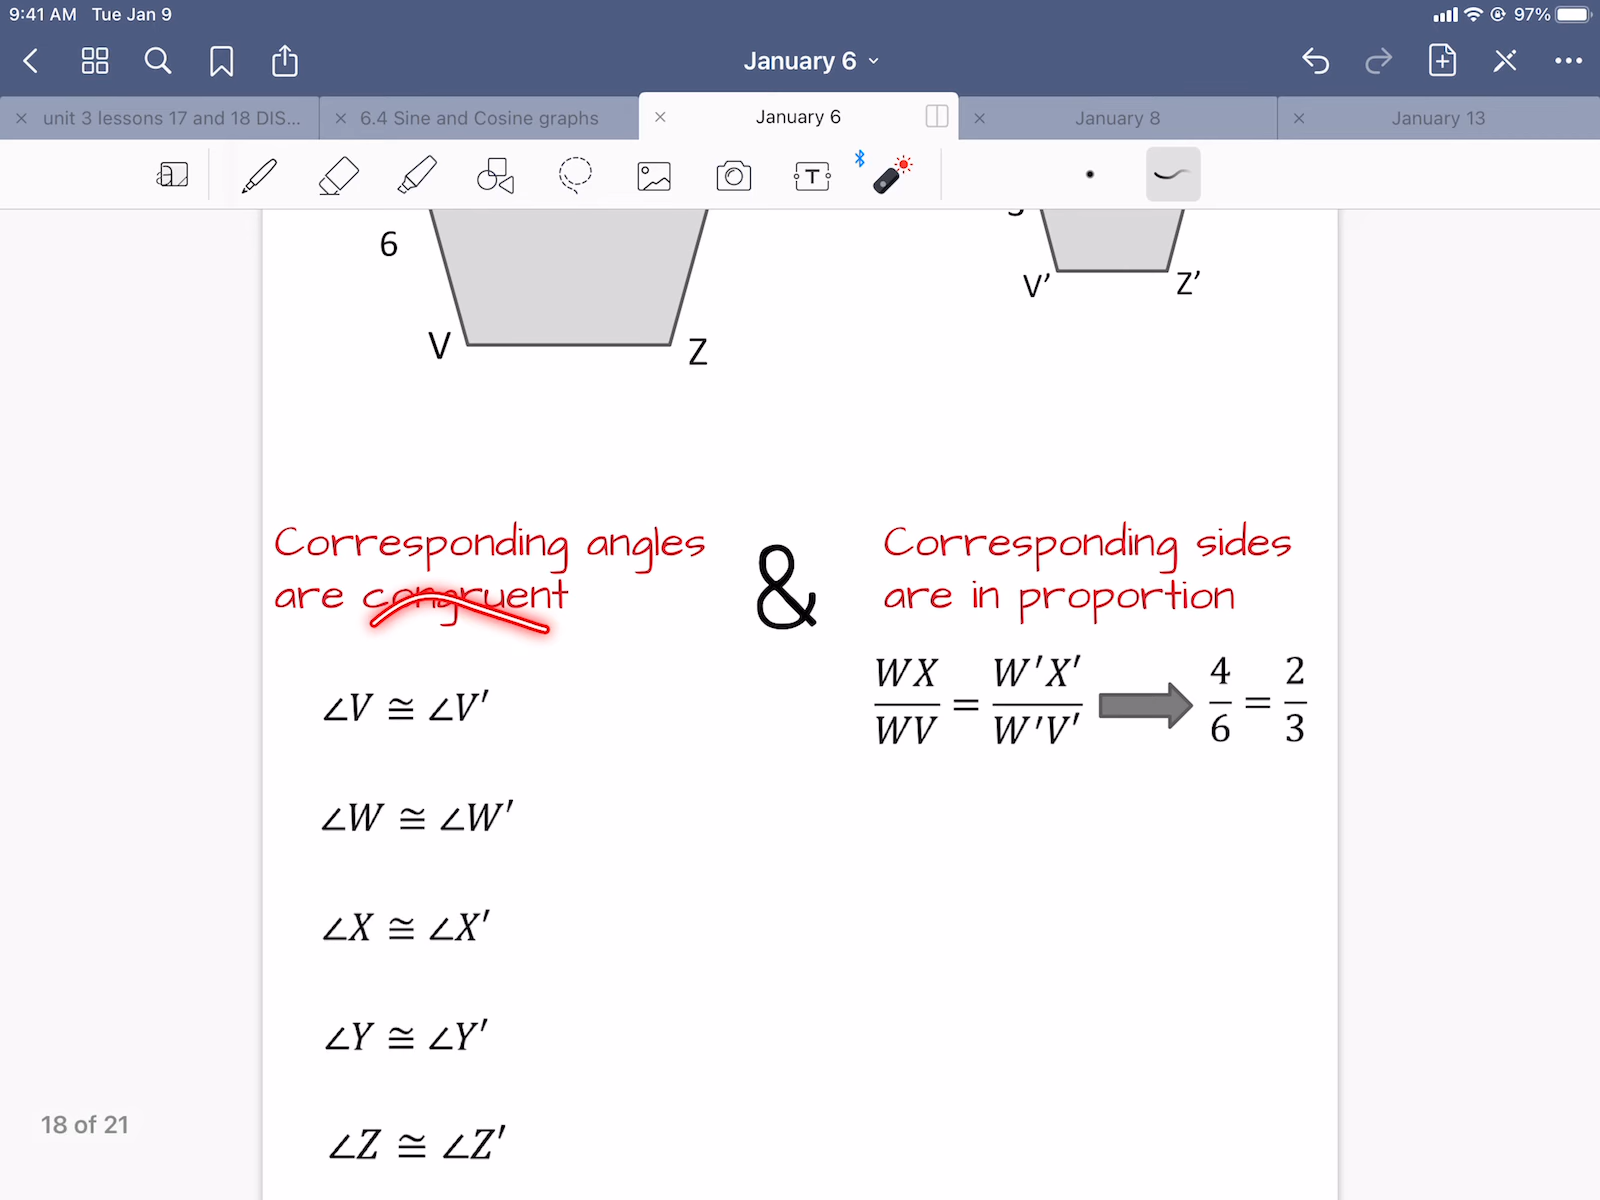 9:41 AM Tue Jan 9
97%
January 6
unit 3 lessons 17 and 18 DIS...
6.4 Sine and Cosine graphs
January 6
January 8
January 13
T
6
V
Z
V'
Z'
Corresponding angles
are congruent
&
Corresponding sides
are in proportion
WX/WV = W'X'/W'V' 4/6 = 2/3
∠V ≅ ∠V'
∠W ≅ ∠W'
∠X ≅ ∠X'
∠Y ≅ ∠Y'
∠Z ≅ ∠Z'
18 of 21